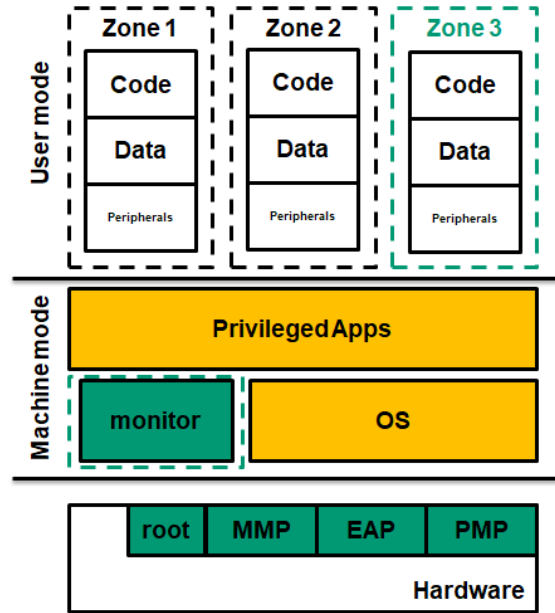 Zone 1
Zone 2
Zone 3
User mode
Code
Code
Code
Data
Data
Data
Peripherals
Peripherals
Peripherals
Machine mode
Privileged Apps
monitor
OS
root
MMP
EAP
PMP
Hardware